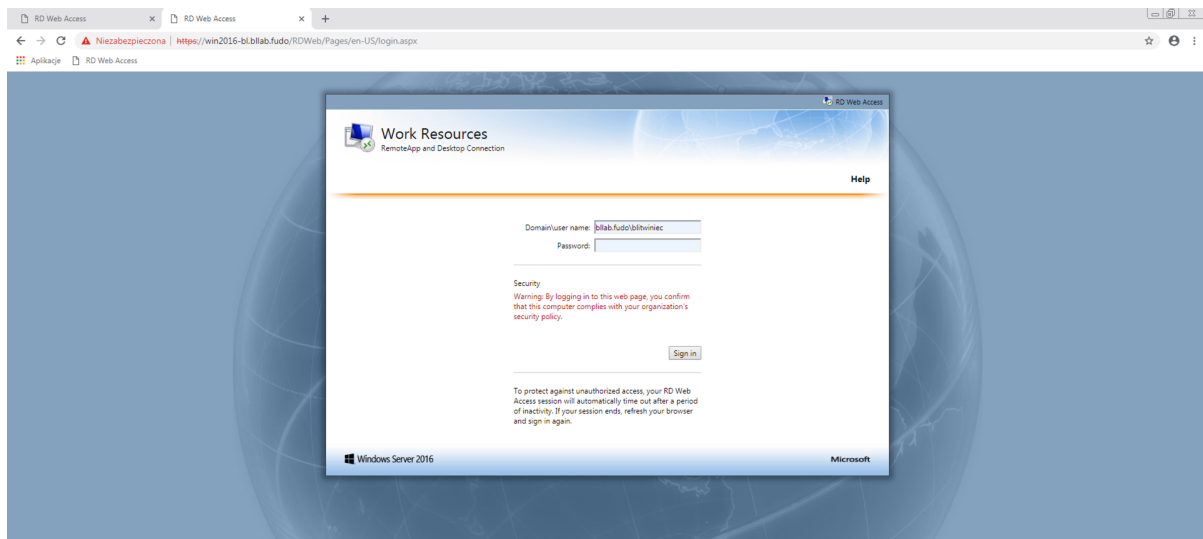 RD Web Access
RD Web Access
Niezabezpieczona | https://win2016-bl.bllab.fudo/RDWeb/Pages/en-US/login.aspx
Aplikacje RD Web Access
RD Web Access
Work Resources
RemoteApp and Desktop Connection
Help
Domain\user name: bllab.fudo\blitwiniec
Password:
Security
Warning: By logging in to this web page, you confirm
that this computer complies with your organization's
security policy.
Sign in
To protect against unauthorized access, your RD Web
Access session will automatically time out after a period
of inactivity. If your session ends, refresh your browser
and sign in again.
Windows Server 2016
Microsoft